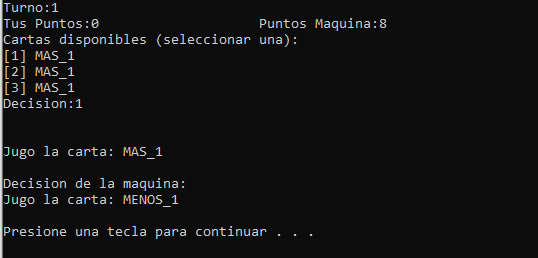 Turno:1
Tus Puntos:0                    Puntos Maquina:8
Cartas disponibles (seleccionar una):
[1] MAS_1
[2] MAS_1
[3] MAS_1
Decision:1
Jugo la carta: MAS_1
Decision de la maquina:
Jugo la carta: MENOS_1
Presione una tecla para continuar . . .